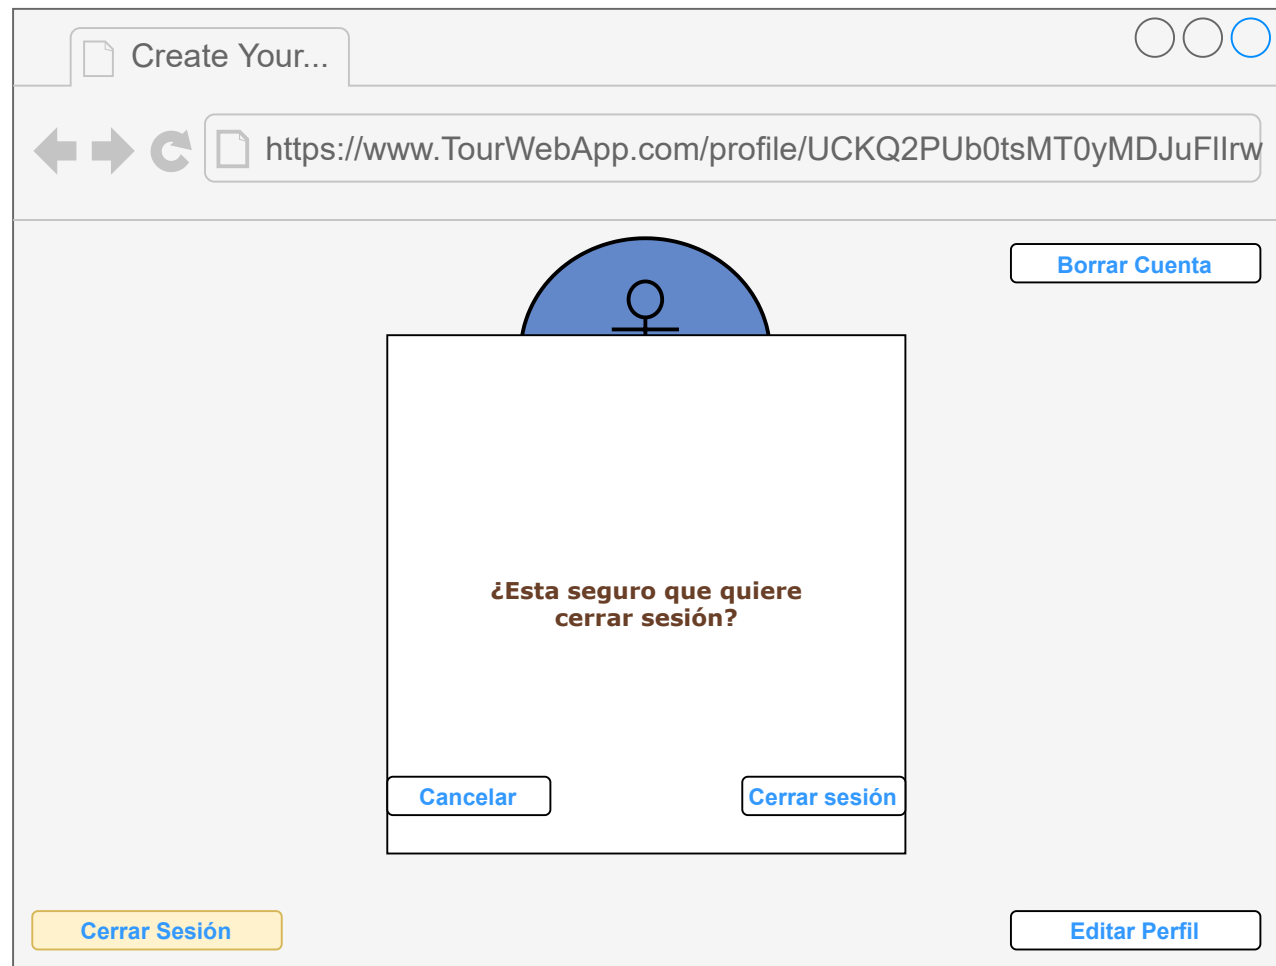 Create Your...
https://www.TourWebApp.com/profile/UCKQ2PUb0tsMT0yMDJuFlIrw
Borrar Cuenta
¿Esta seguro que quiere
cerrar sesión?
Cancelar
Cerrar sesión
Cerrar Sesión
Editar Perfil